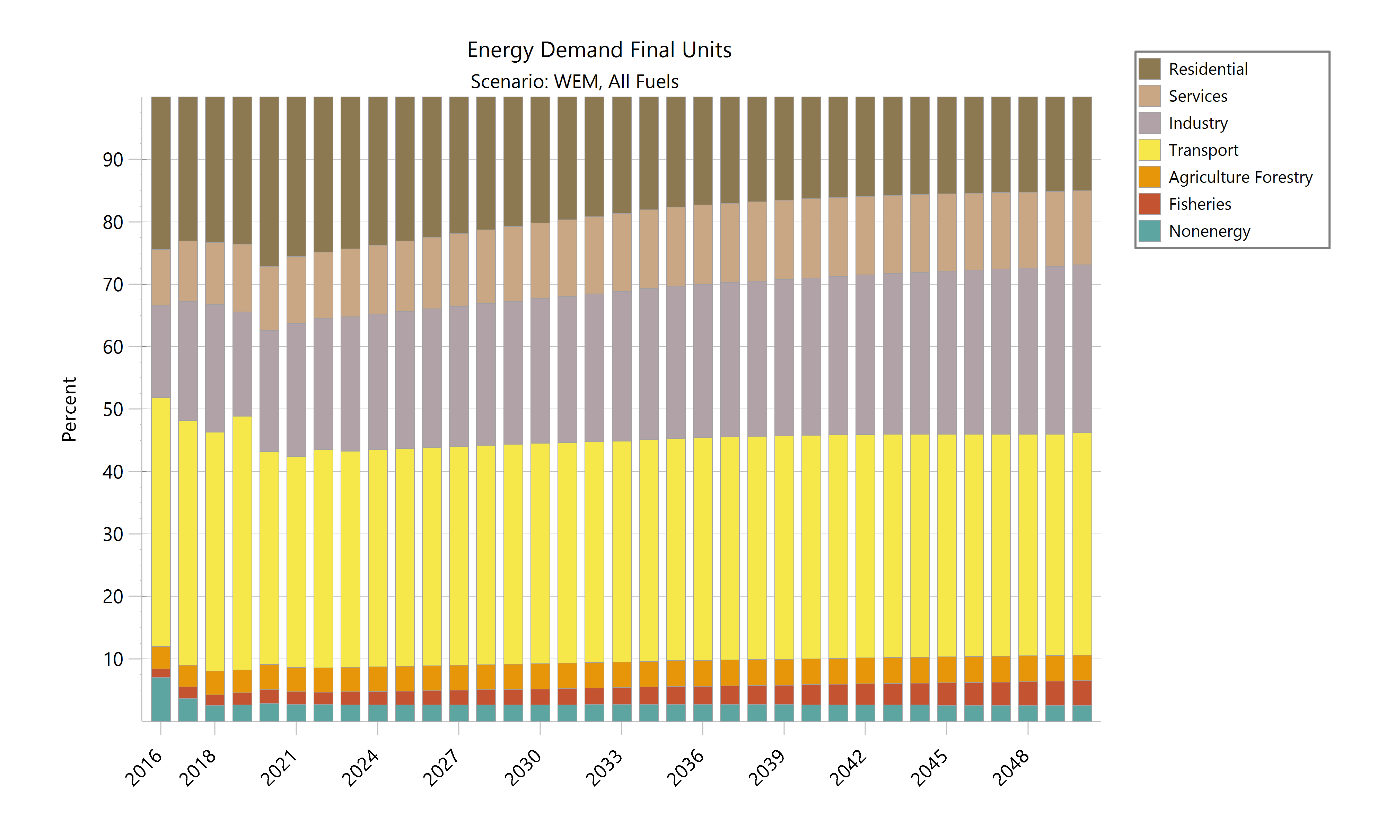 Energy Demand Final Units
Scenario: WEM, All Fuels
Residential
Services
Industry
Transport
Agriculture Forestry
Fisheries
Nonenergy
Percent
90
80
70
60
50
40
30
20
10
2016
2018
2021
2024
2027
2030
2033
2036
2039
2042
2045
2048